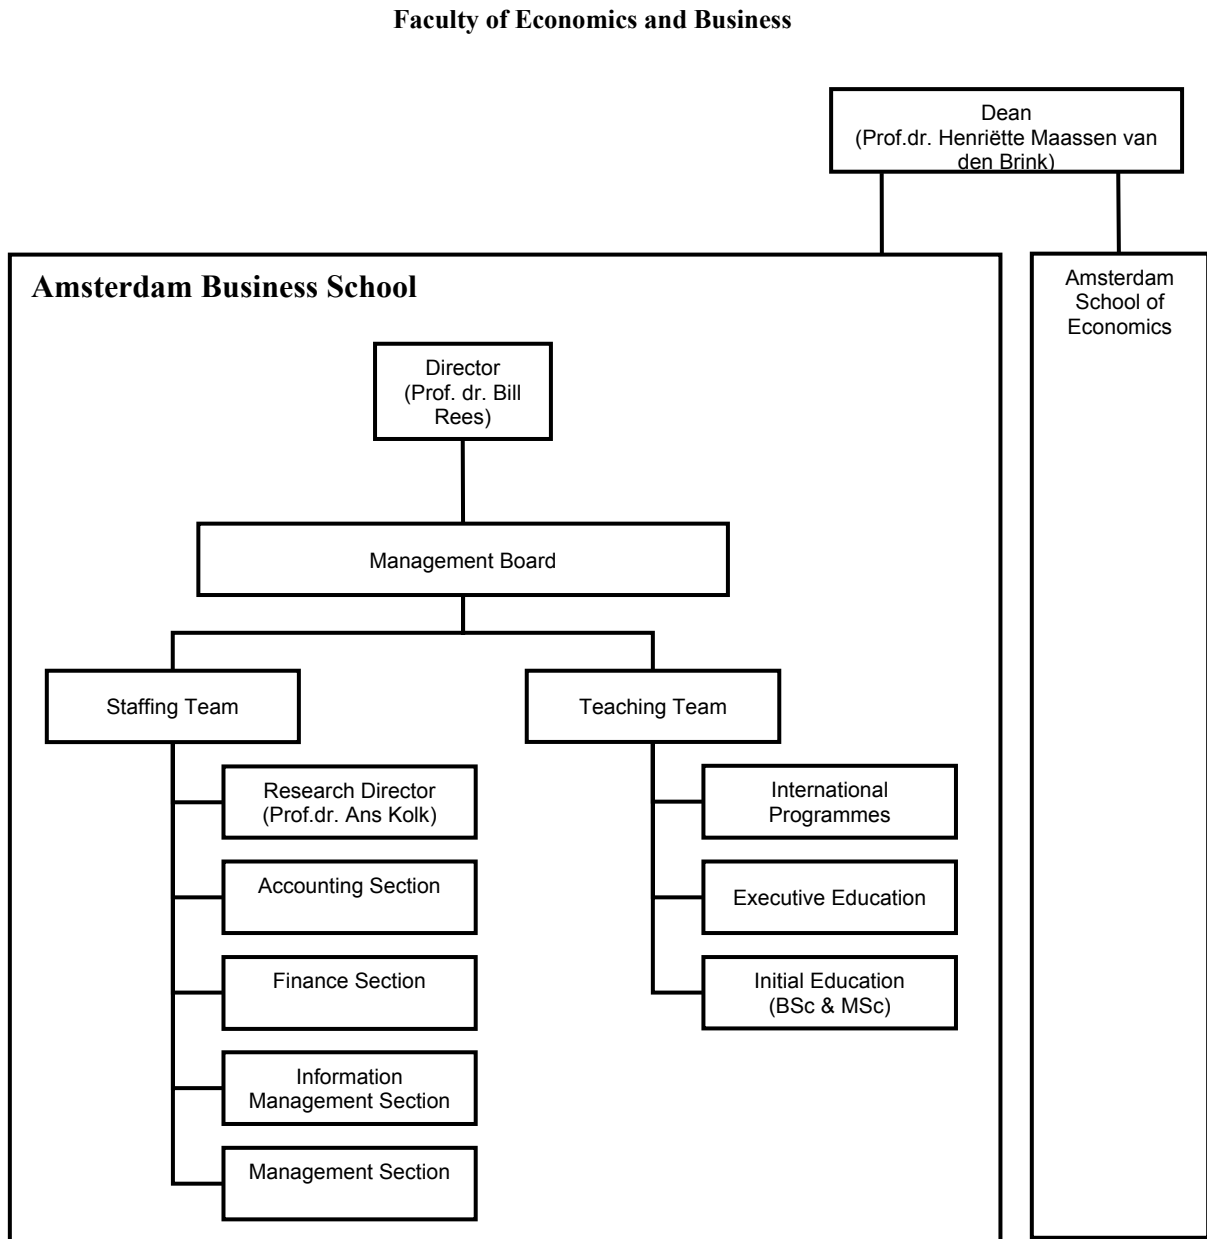 Faculty of Economics and Business
Dean
(Prof.dr. Henriëtte Maassen van
den Brink)
Amsterdam Business School
Amsterdam
School of
Economics
Director
(Prof. dr. Bill
Rees)
Management Board
Staffing Team
Teaching Team
Research Director
(Prof.dr. Ans Kolk)
Accounting Section
Finance Section
Information
Management Section
Management Section
International
Programmes
Executive Education
Initial Education
(BSc & MSc)